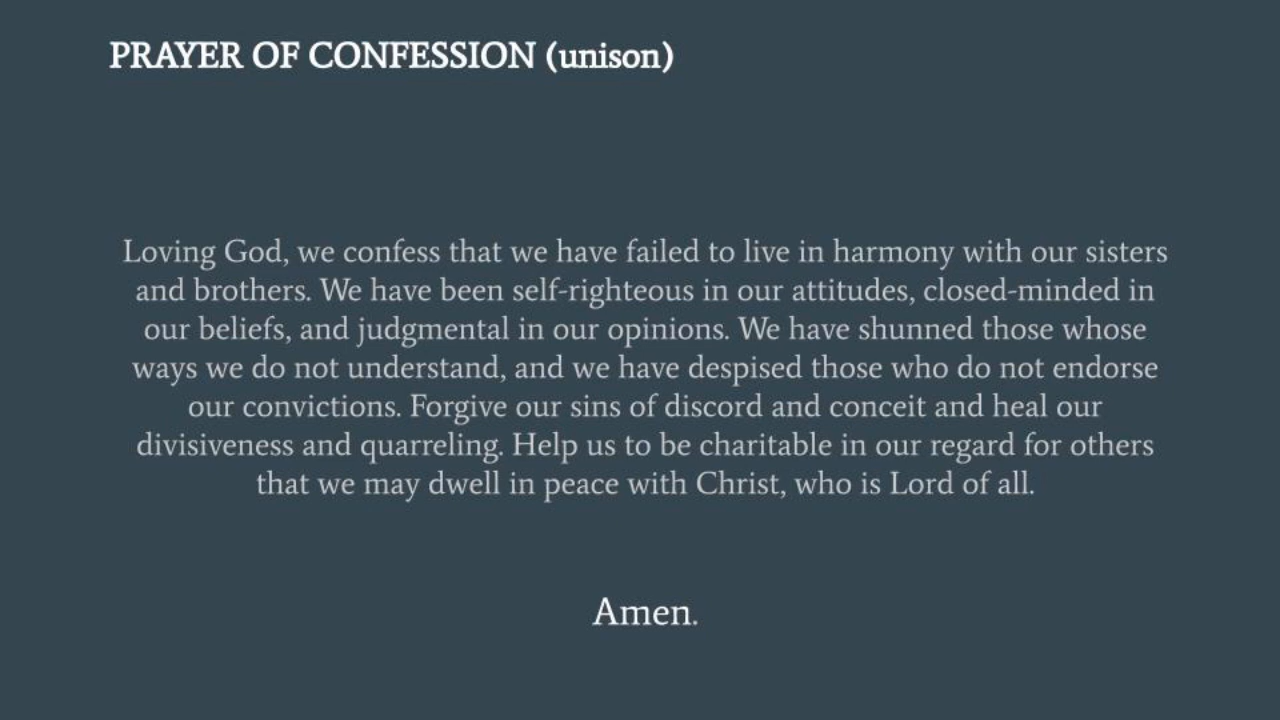 PRAYER OF CONFESSION (unison)
Loving God, we confess that we have failed to live in harmony with our sisters
and brothers. We have been self-righteous in our attitudes, closed-minded in
our beliefs, and judgmental in our opinions. We have shunned those whose
ways we do not understand, and we have despised those who do not endorse
our convictions. Forgive our sins of discord and conceit and heal our
divisiveness and quarreling. Help us to be charitable in our regard for others
that we may dwell in peace with Christ, who is Lord of all.
Amen.